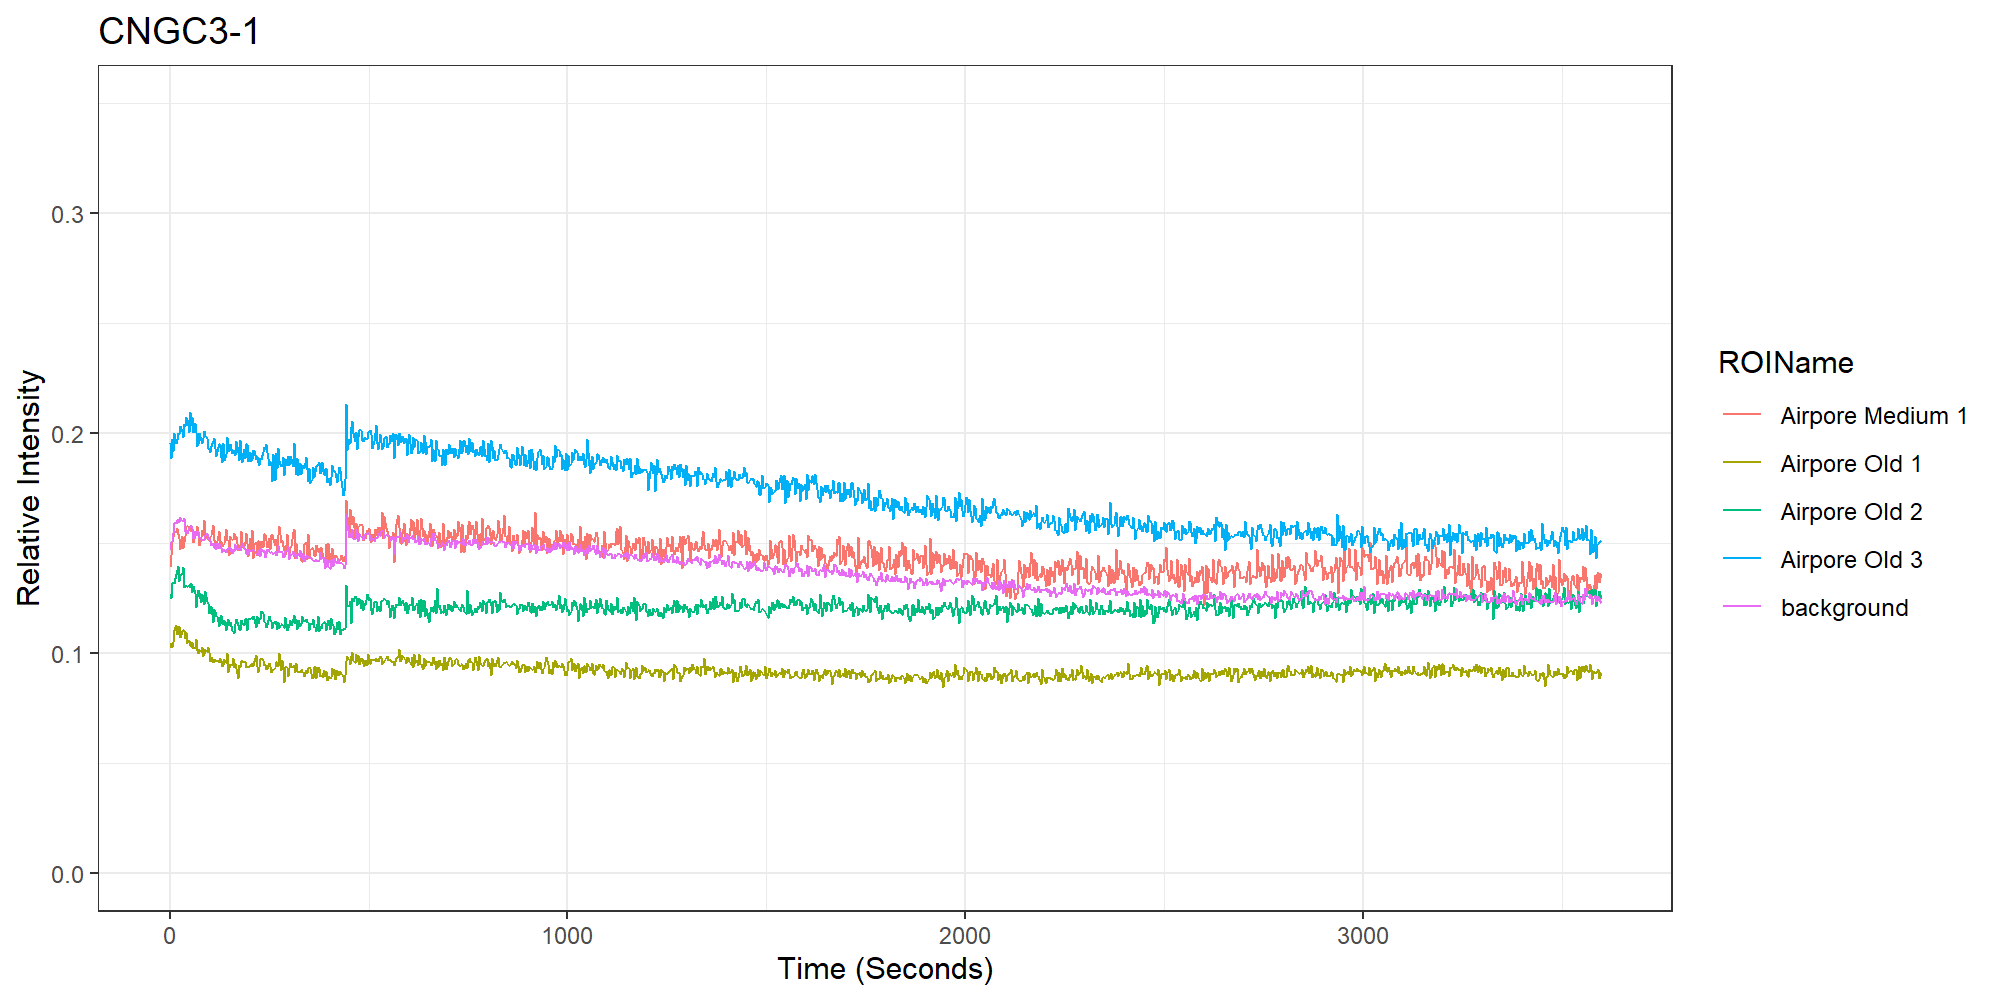 CNGC3-1
0.3
0.2
0.1
0.0
Relative Intensity
0 1000 2000 3000
Time (Seconds)
ROIName
Airpore Medium 1
Airpore Old 1
Airpore Old 2
Airpore Old 3
background